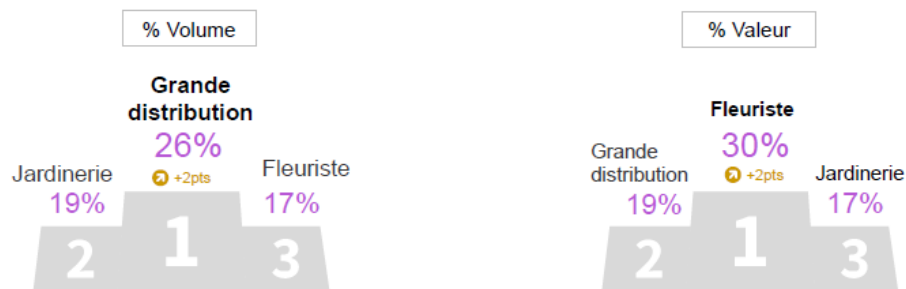 % Volume
Grande
distribution
26%
+2pts
Jardinerie
19%
Fleuriste
17%
2
1
3
% Valeur
Fleuriste
30%
+2pts
Grande
distribution
19%
Jardinerie
17%
2
1
3